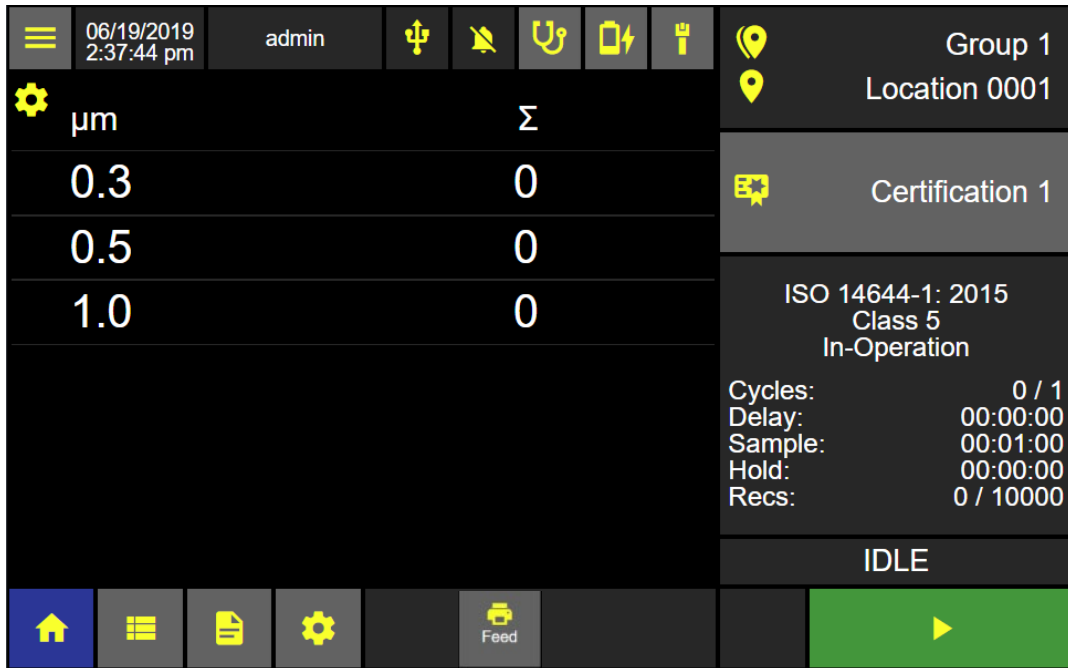 06/19/2019
2:37:44 pm
admin
Group 1
Location 0001
µm Σ
0.3 0
0.5 0
1.0 0
Certification 1
ISO 14644-1: 2015
Class 5
In-Operation
Cycles: 0 / 1
Delay: 00:00:00
Sample: 00:01:00
Hold: 00:00:00
Recs: 0 / 10000
IDLE
Feed